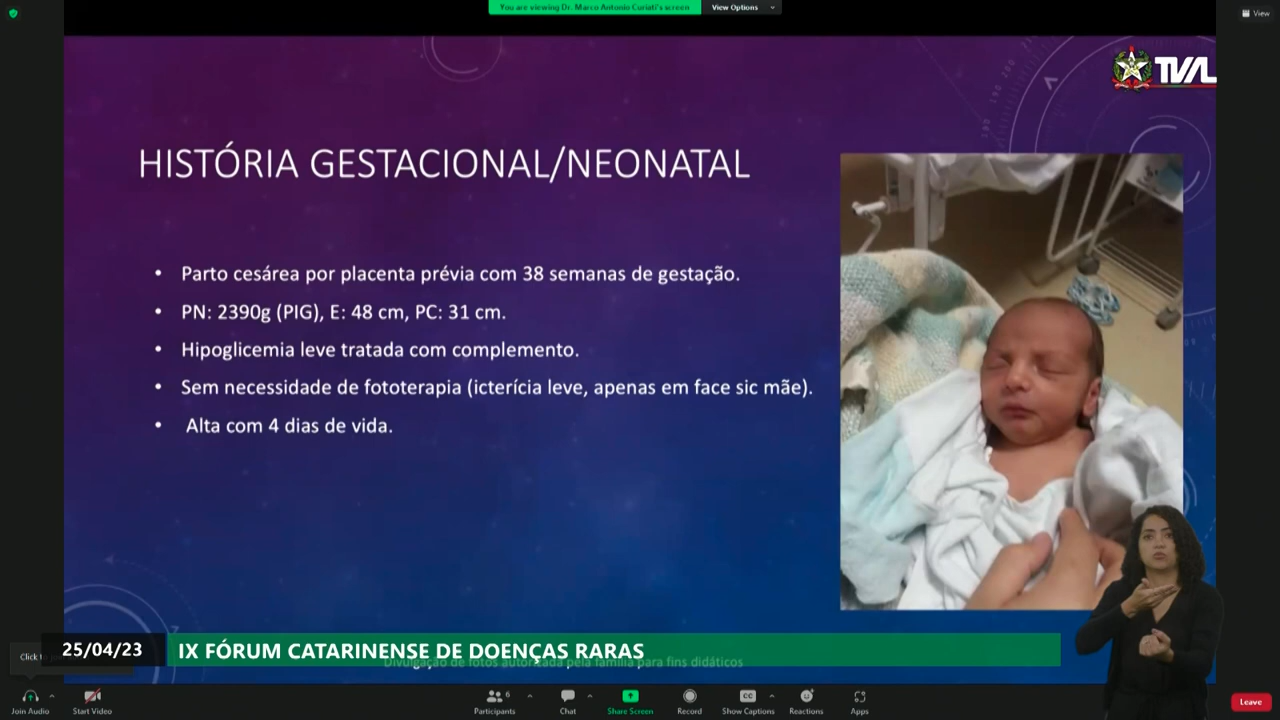 You are viewing Dr. Marco Antonio Curiati's screen
View Options
View
TVAL
HISTÓRIA GESTACIONAL/NEONATAL
• Parto cesárea por placenta prévia com 38 semanas de gestação.
• PN: 2390g (PIG), E: 48 cm, PC: 31 cm.
• Hipoglicemia leve tratada com complemento.
• Sem necessidade de fototerapia (icterícia leve, apenas em face sic mãe).
• Alta com 4 dias de vida.
25/04/23
IX FÓRUM CATARINENSE DE DOENÇAS RARAS
Click
Divulgação de fotos autorizada pela família para fins didáticos
Join Audio
Start Video
Participants
6
Chat
Share Screen
Record
CC
Show Captions
Reactions
Apps
Leave